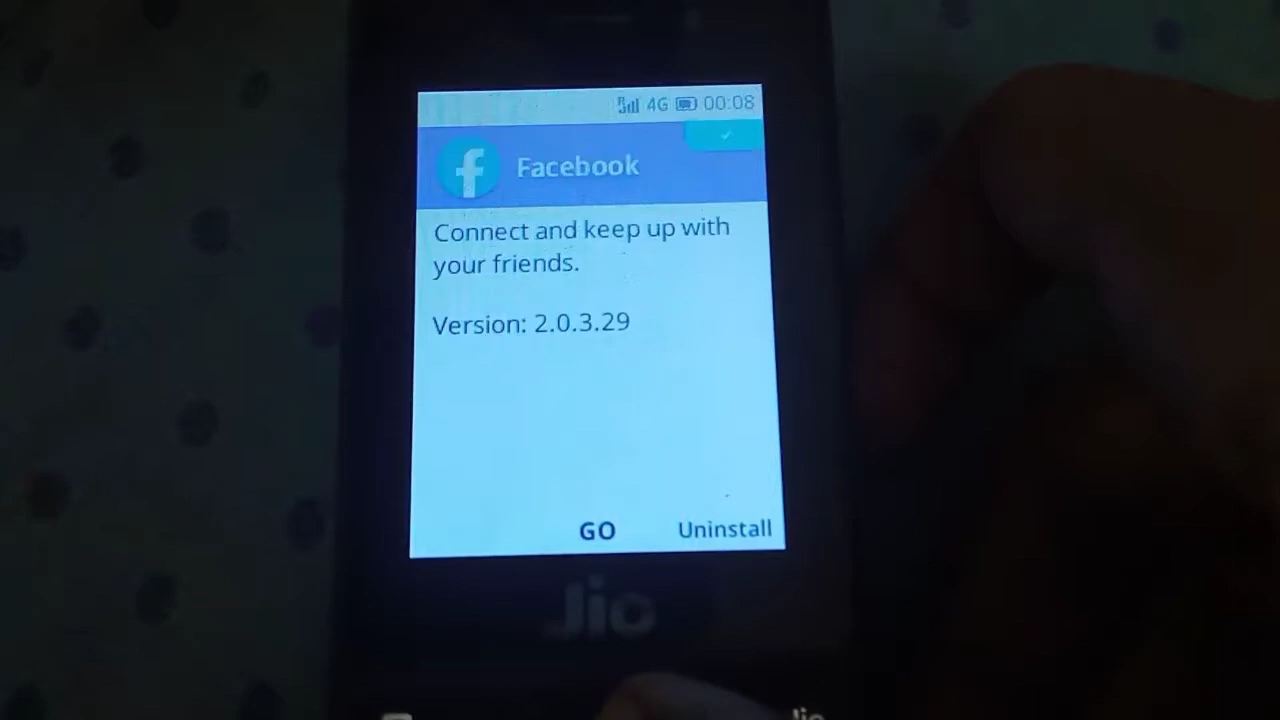 4G 00:08
f Facebook
Connect and keep up with
your friends.
Version: 2.0.3.29
GO Uninstall
Jio
Jio